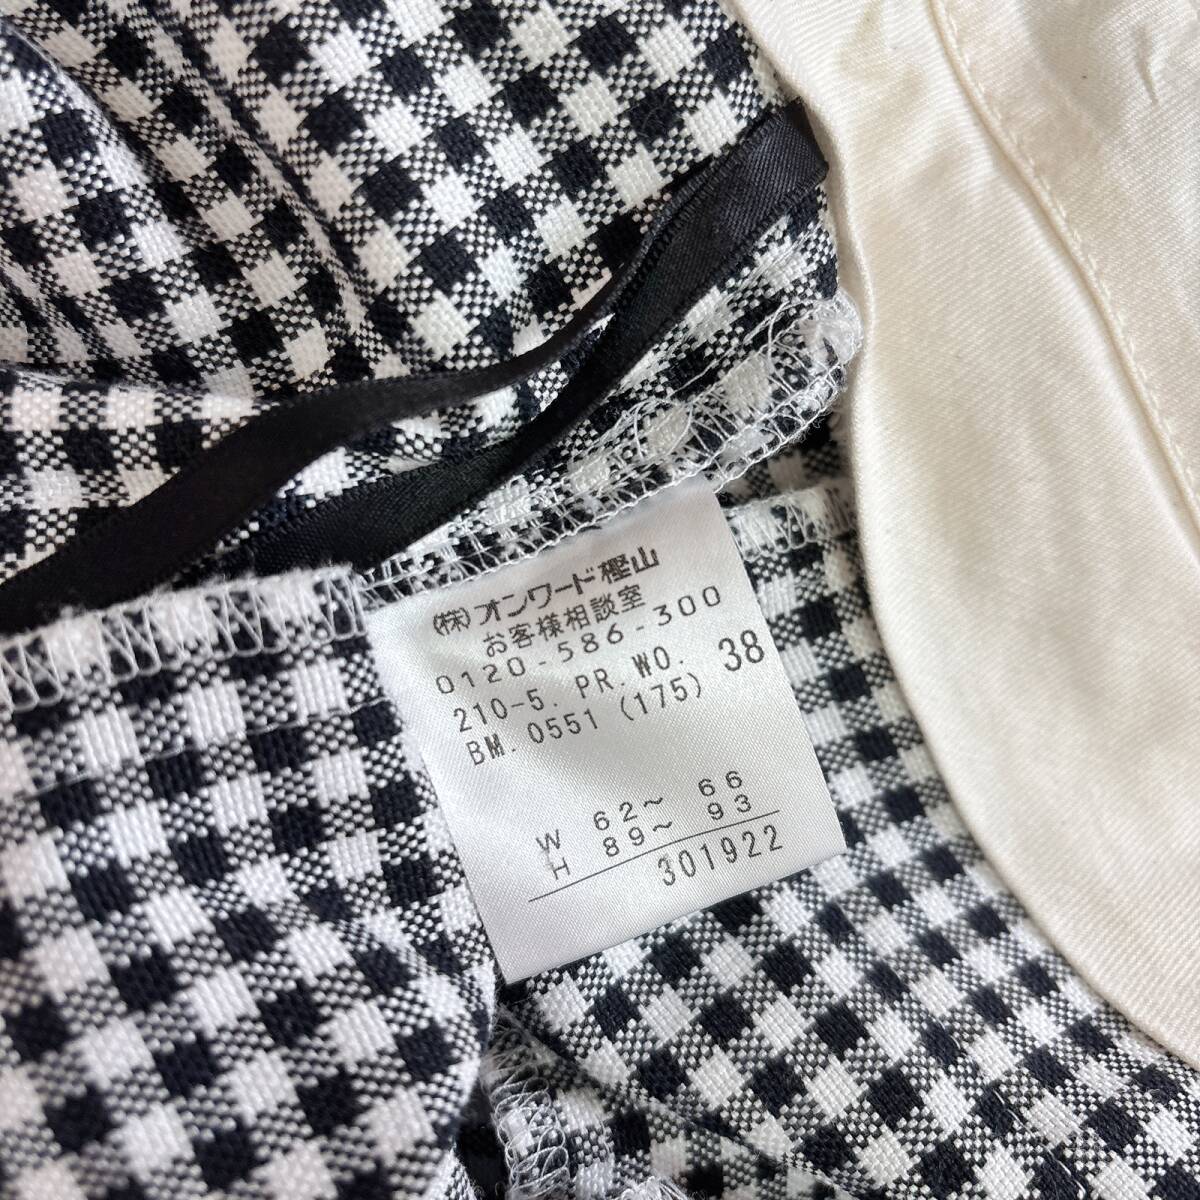 (株)オンワード樫山
お客様相談室
0120-586-300
210-5. PR.WO. 38
BM. 0551 (175)
W 62〜 66
H 89〜 93
301922